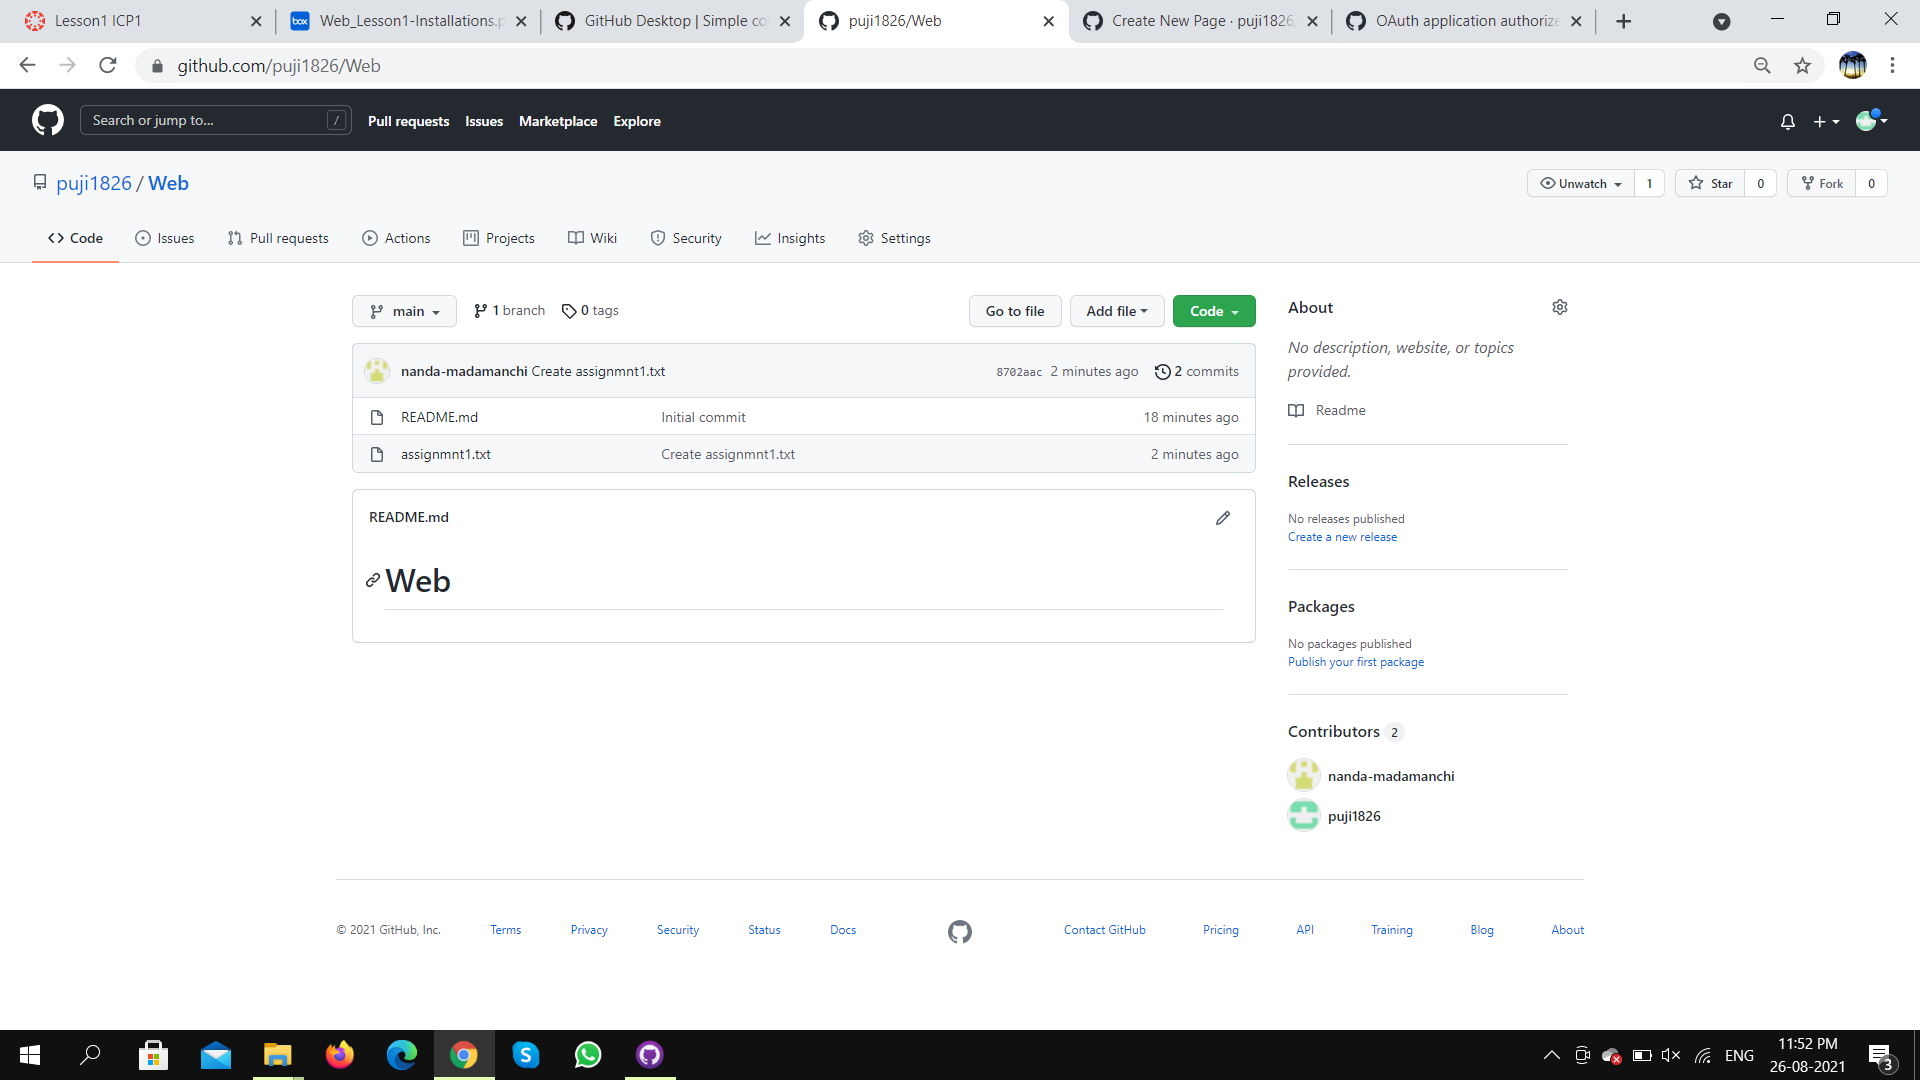 Lesson1 ICP1
Web_Lesson1-Installations.p
GitHub Desktop | Simple co
puji1826/Web
Create New Page · puji1826
OAuth application authorize
github.com/puji1826/Web
Search or jump to...
/
Pull requests
Issues
Marketplace
Explore
puji1826 / Web
Unwatch 1
Star 0
Fork 0
Code
Issues
Pull requests
Actions
Projects
Wiki
Security
Insights
Settings
main
1 branch
0 tags
Go to file
Add file
Code
nanda-madamanchi Create assignmnt1.txt
8702aac 2 minutes ago
2 commits
README.md
Initial commit
18 minutes ago
assignmnt1.txt
Create assignmnt1.txt
2 minutes ago
README.md
Web
About
No description, website, or topics
provided.
Readme
Releases
No releases published
Create a new release
Packages
No packages published
Publish your first package
Contributors 2
nanda-madamanchi
puji1826
© 2021 GitHub, Inc.
Terms
Privacy
Security
Status
Docs
Contact GitHub
Pricing
API
Training
Blog
About
box
S
ENG
11:52 PM
26-08-2021
3